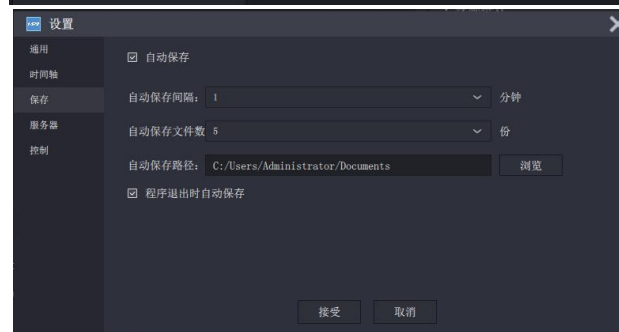 设置
通用
时间轴
保存
服务器
控制
自动保存
自动保存间隔: 1 分钟
自动保存文件数 5 份
自动保存路径: C:/Users/Administrator/Documents 浏览
程序退出时自动保存
接受 取消